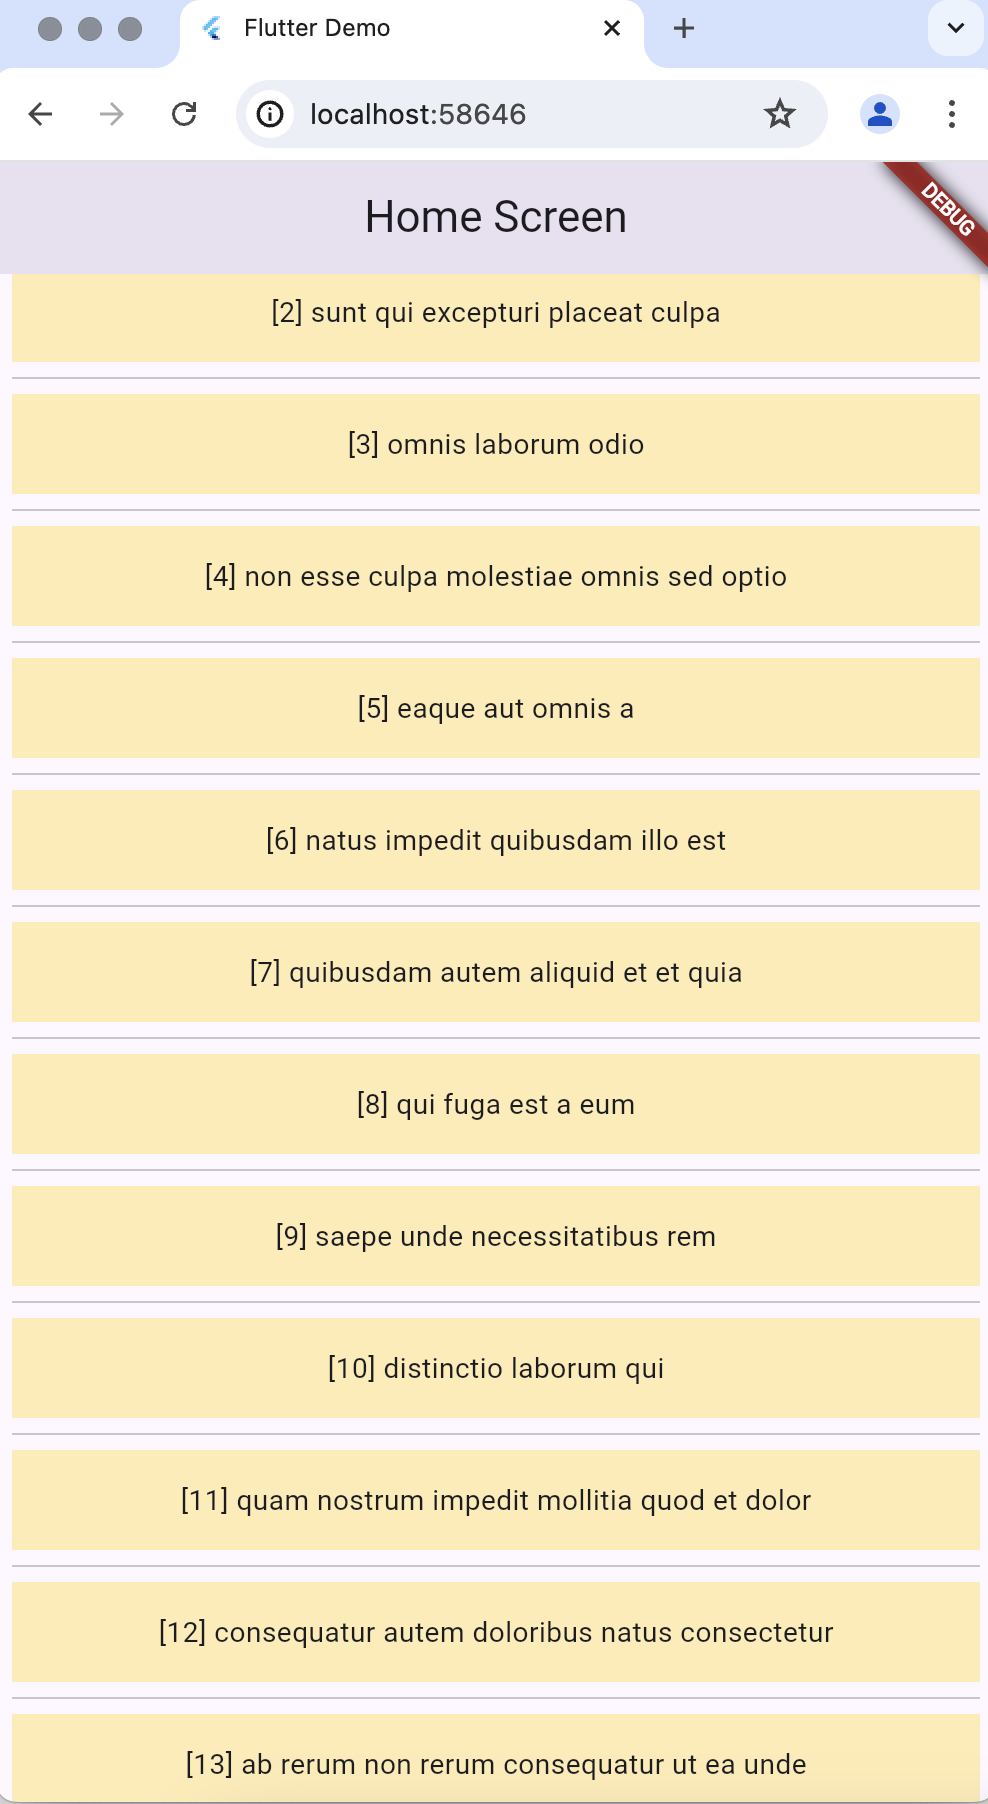 Flutter Demo
localhost:58646
Home Screen
DEBUG
[2] sunt qui excepturi placeat culpa
[3] omnis laborum odio
[4] non esse culpa molestiae omnis sed optio
[5] eaque aut omnis a
[6] natus impedit quibusdam illo est
[7] quibusdam autem aliquid et et quia
[8] qui fuga est a eum
[9] saepe unde necessitatibus rem
[10] distinctio laborum qui
[11] quam nostrum impedit mollitia quod et dolor
[12] consequatur autem doloribus natus consectetur
[13] ab rerum non rerum consequatur ut ea unde